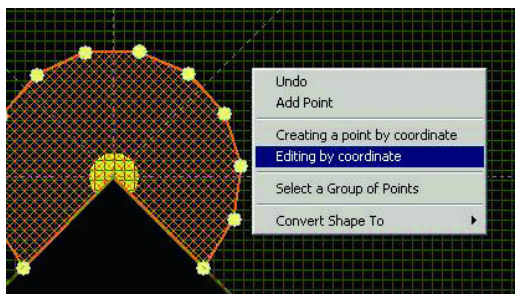 Undo
Add Point
Creating a point by coordinate
Editing by coordinate
Select a Group of Points
Convert Shape To